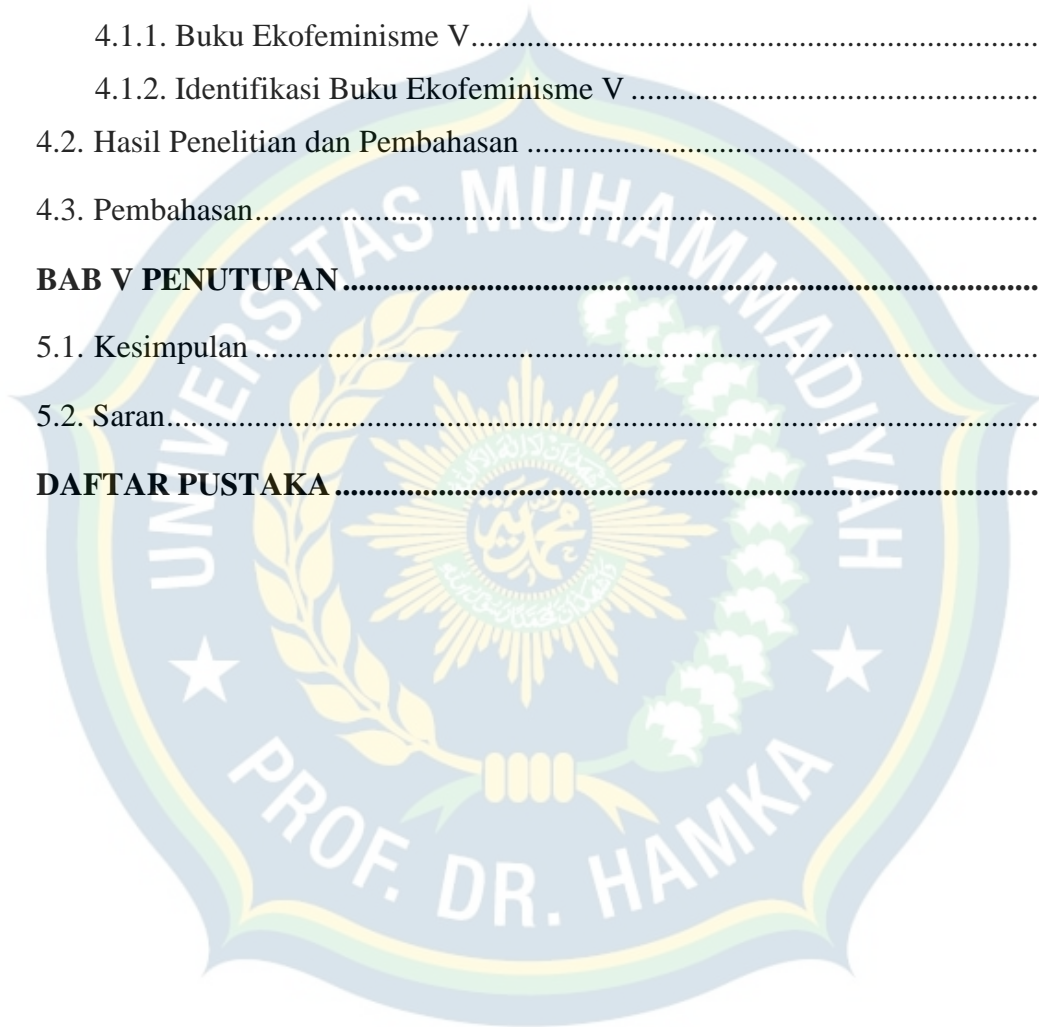 4.1.1. Buku Ekofeminisme V..........................................................................
4.1.2. Identifikasi Buku Ekofeminisme V .....................................................
4.2. Hasil Penelitian dan Pembahasan ..................................................................
4.3. Pembahasan....................................................................................................
BAB V PENUTUPAN.........................................................................................
5.1. Kesimpulan ....................................................................................................
5.2. Saran...............................................................................................................
DAFTAR PUSTAKA..........................................................................................
UNIVERSITAS MUHAMMADIYAH
PROF. DR. HAMKA